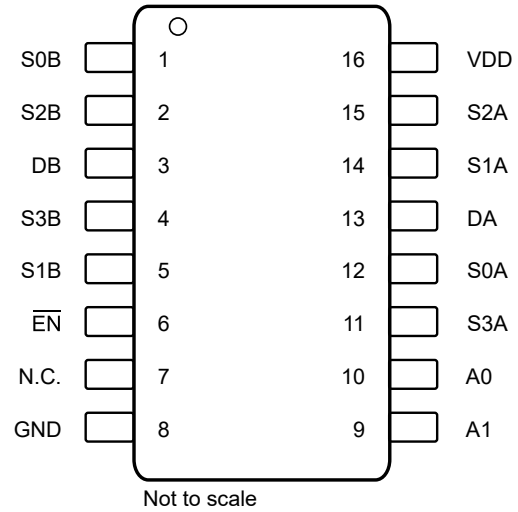 S0B 1 16 VDD
S2B 2 15 S2A
DB 3 14 S1A
S3B 4 13 DA
S1B 5 12 S0A
EN 6 11 S3A
N.C. 7 10 A0
GND 8 9 A1
Not to scale